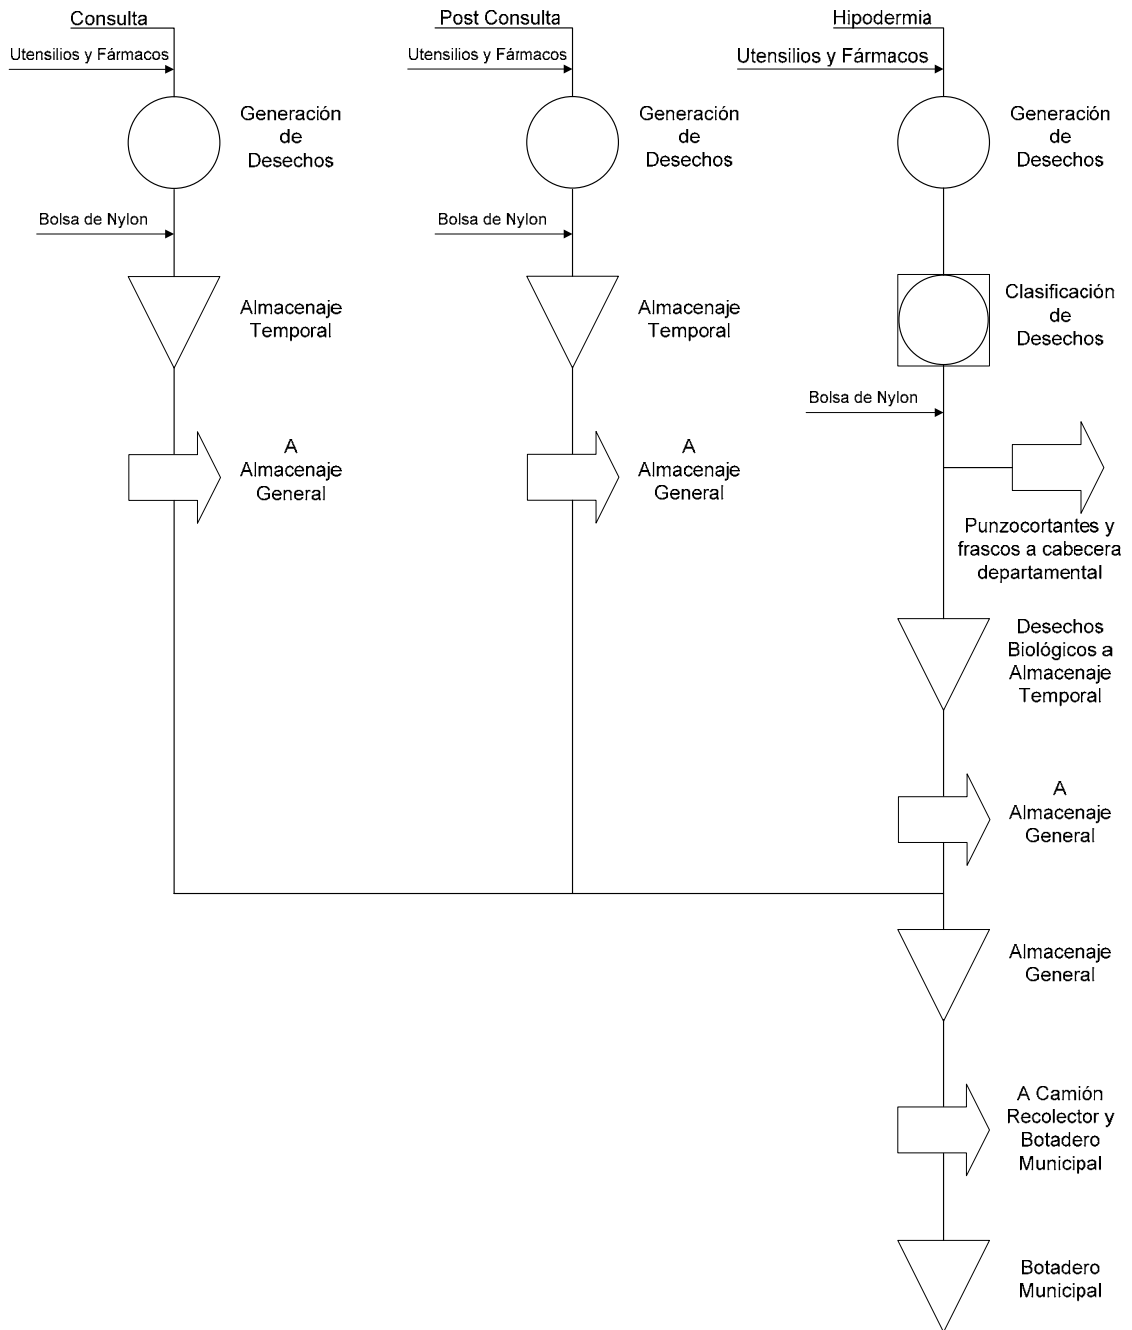 Consulta
Utensilios y Fármacos
Generación
de
Desechos
Bolsa de Nylon
Almacenaje
Temporal
A
Almacenaje
General
Post Consulta
Utensilios y Fármacos
Generación
de
Desechos
Bolsa de Nylon
Almacenaje
Temporal
A
Almacenaje
General
Hipodermia
Utensilios y Fármacos
Generación
de
Desechos
Clasificación
de
Desechos
Bolsa de Nylon
Punzocortantes y
frascos a cabecera
departamental
Desechos
Biológicos a
Almacenaje
Temporal
A
Almacenaje
General
Almacenaje
General
A Camión
Recolector y
Botadero
Municipal
Botadero
Municipal